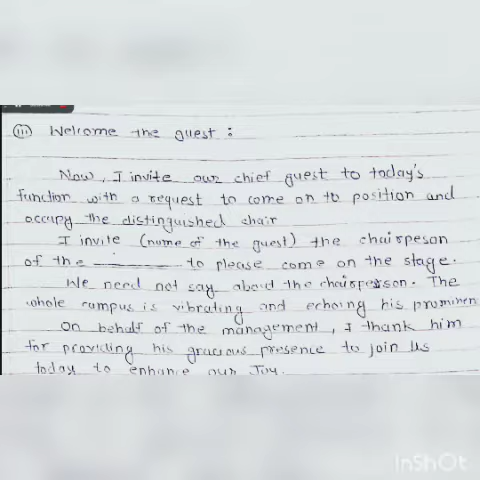 (iii) Welcome the guest :
Now, I invite our chief guest to today's
function with a request to come on to position and
occupy the distinguished chair
I invite (name of the guest) the chairpeson
of the ________ to please come on the stage.
We need not say about the chairperson. The
whole campus is vibrating and echoing his prominen
On behalf of the management, I thank him
for providing his gracious presence to join us
today to enhance our Joy.
InShOt